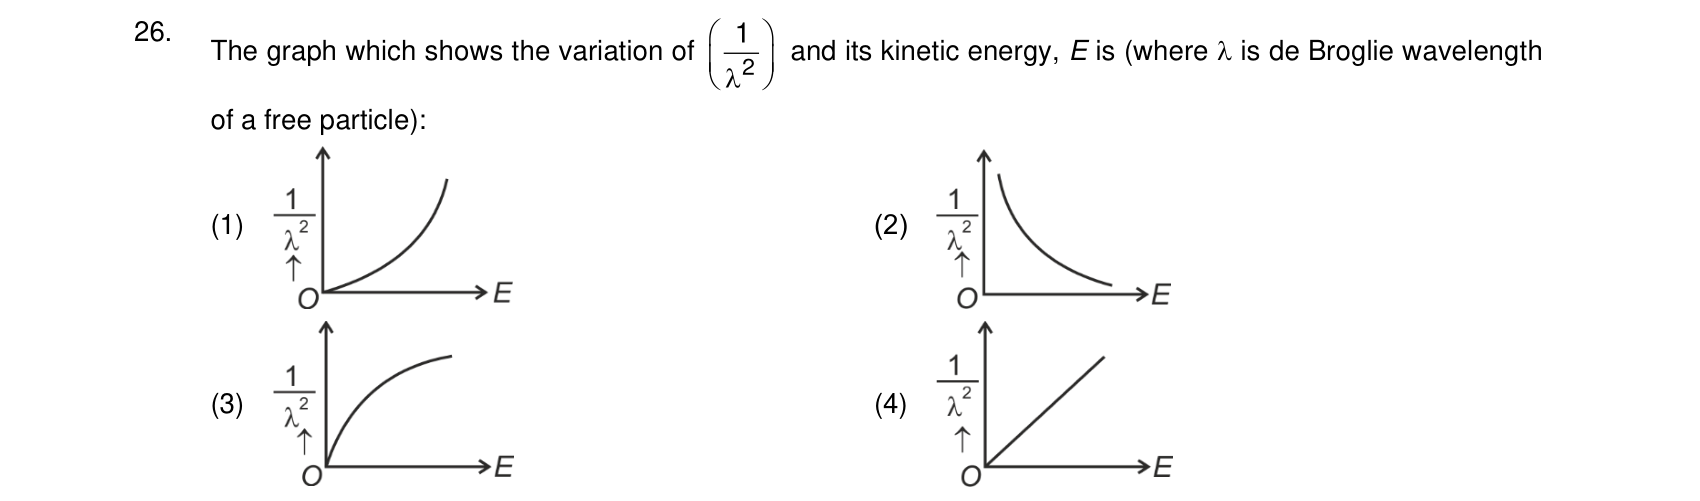 26.
The graph which shows the variation of (1/λ²) and its kinetic energy, E is (where λ is de Broglie wavelength
of a free particle):
(1) 1/λ² ↑ O E
(2) 1/λ² ↑ O E
(3) 1/λ² ↑ O E
(4) 1/λ² ↑ O E